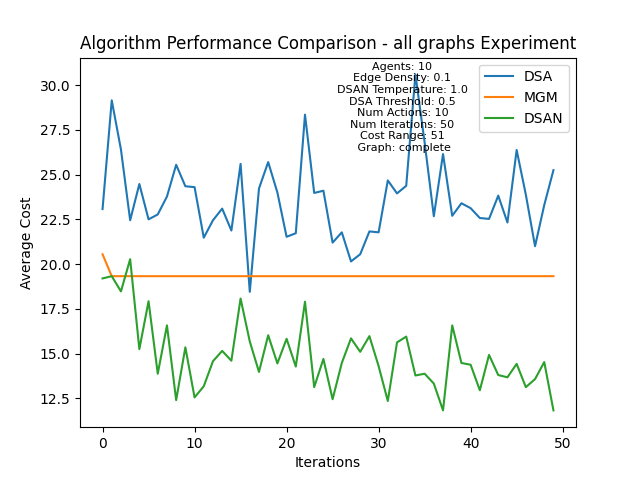 Algorithm Performance Comparison - all graphs Experiment
Agents: 10
Edge Density: 0.1
DSAN Temperature: 1.0
DSA Threshold: 0.5
Num Actions: 10
Num Iterations: 50
Cost Range: 51
Graph: complete
DSA
MGM
DSAN
30.0
27.5
25.0
22.5
20.0
17.5
15.0
12.5
Average Cost
0 10 20 30 40 50
Iterations